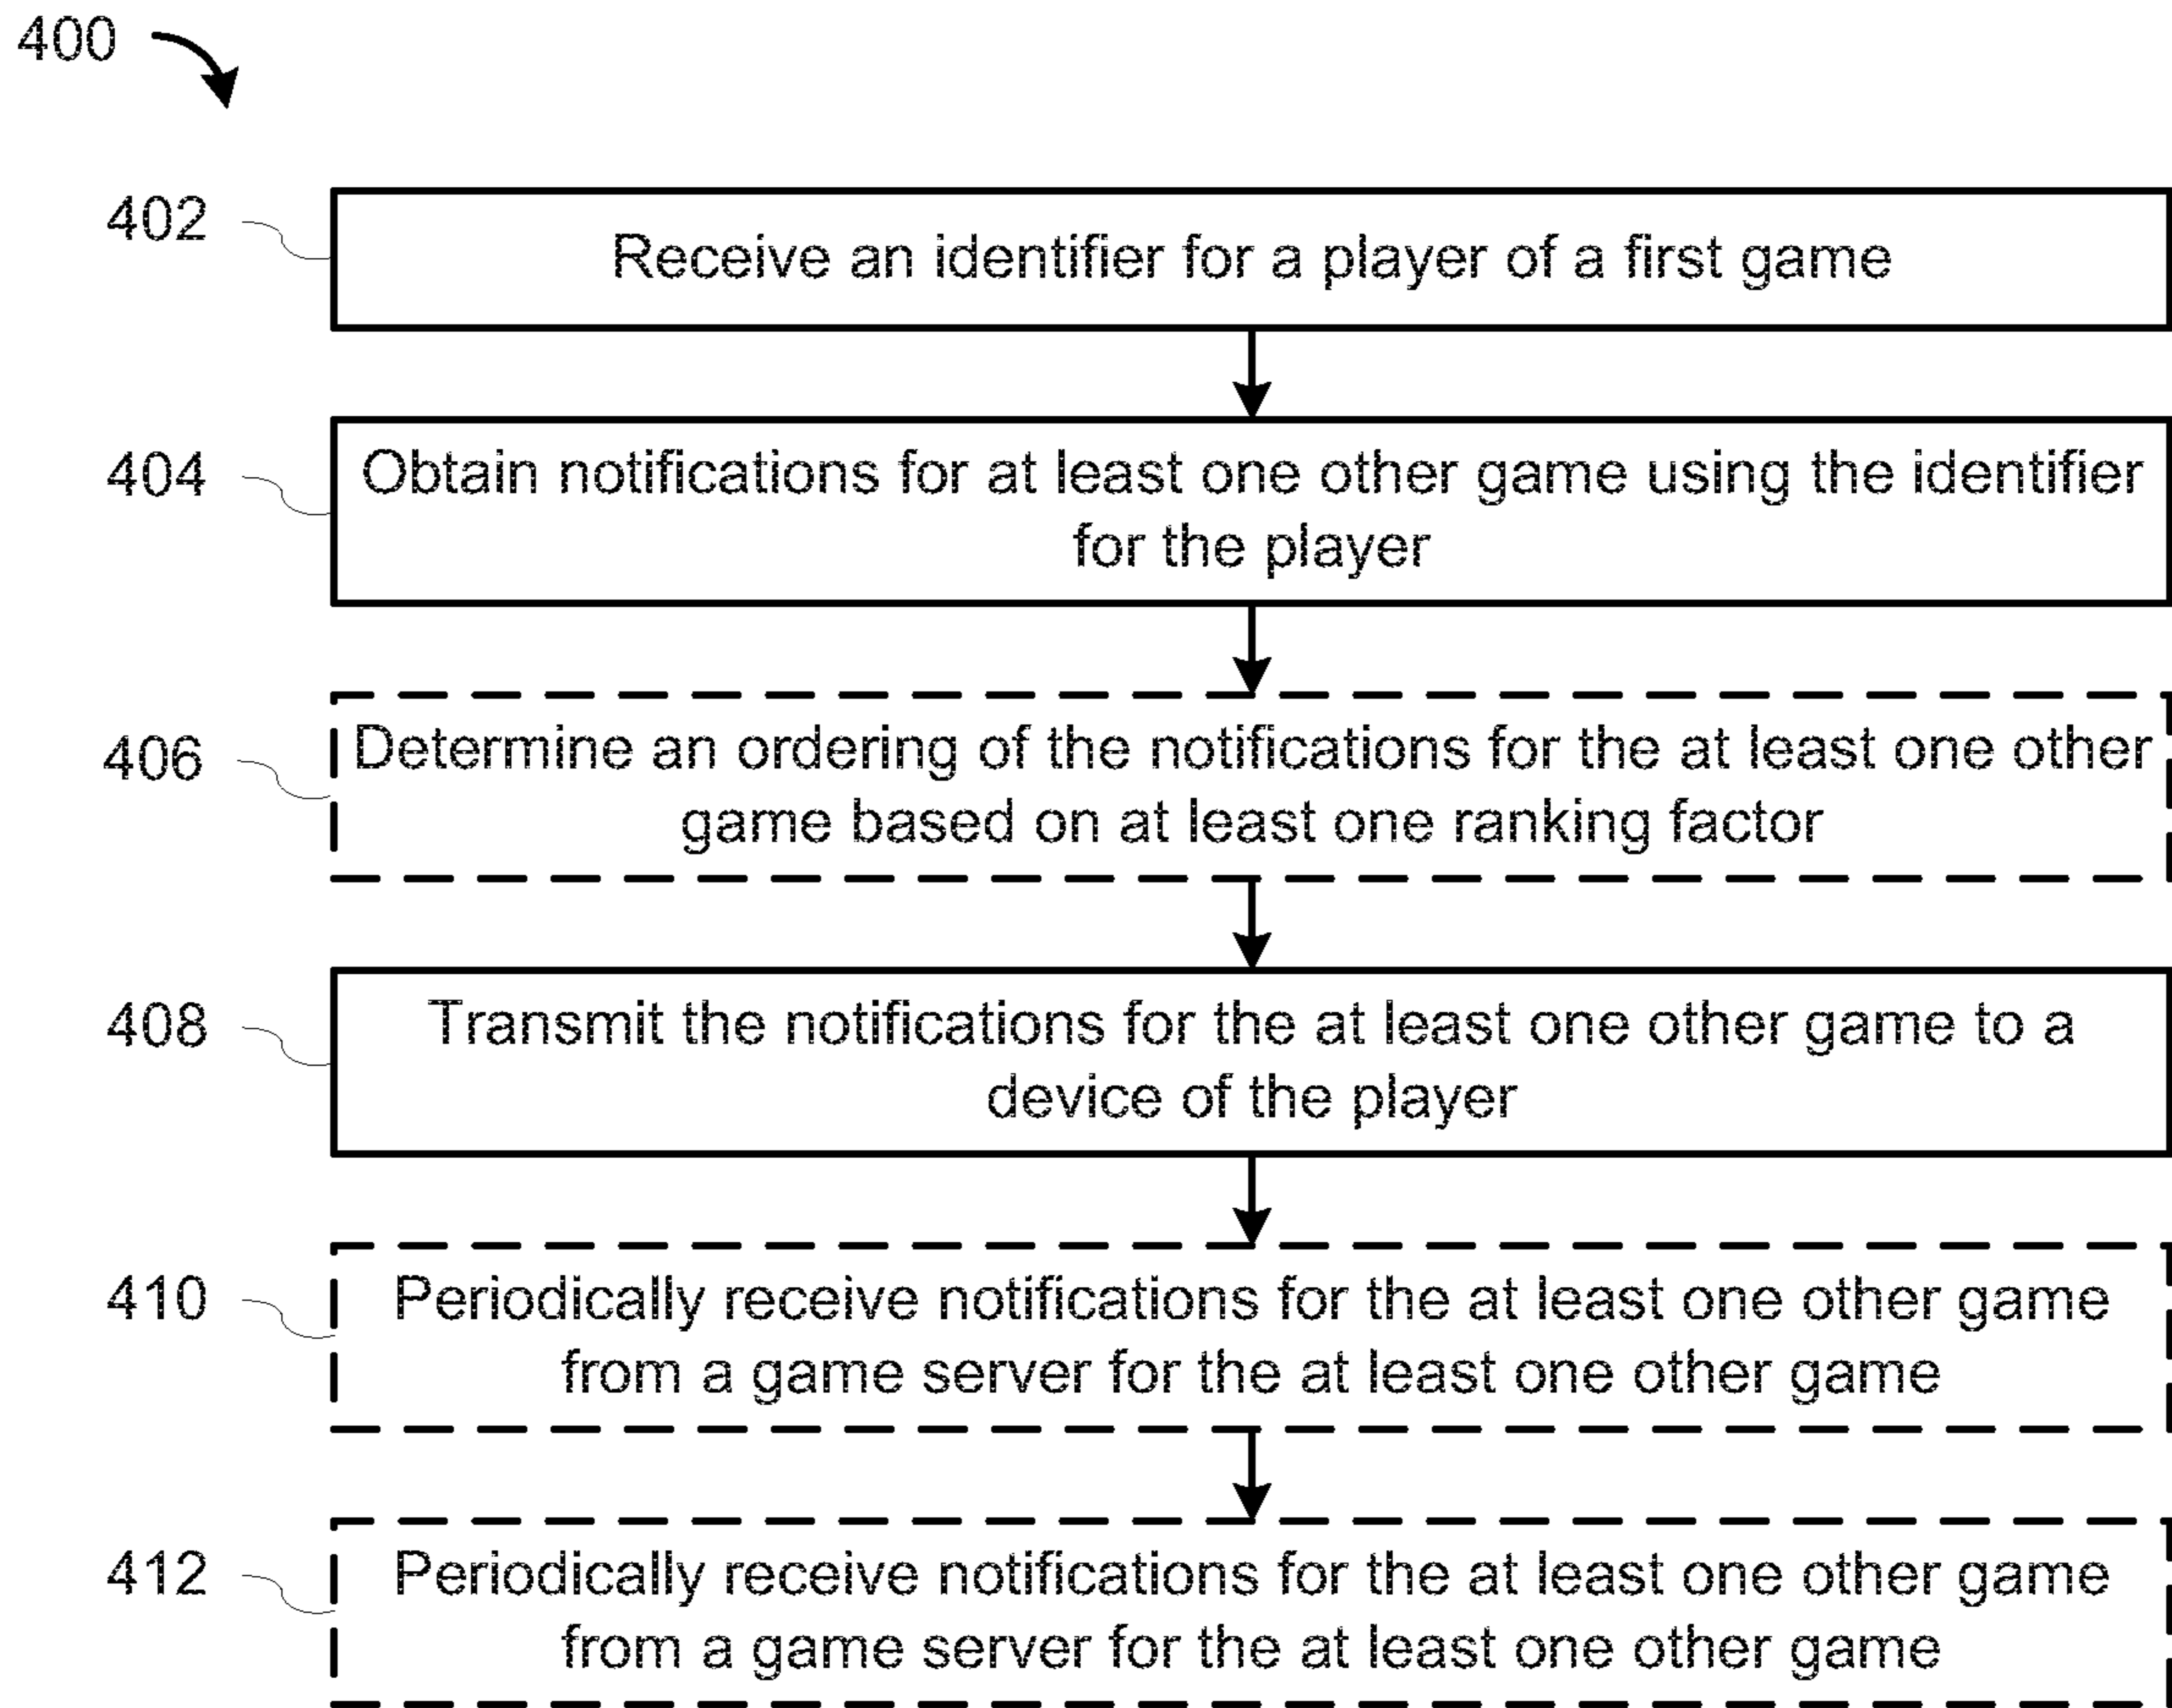 400
402
Receive an identifier for a player of a first game
404
Obtain notifications for at least one other game using the identifier
for the player
406
Determine an ordering of the notifications for the at least one other
game based on at least one ranking factor
408
Transmit the notifications for the at least one other game to a
device of the player
410
Periodically receive notifications for the at least one other game
from a game server for the at least one other game
412
Periodically receive notifications for the at least one other game
from a game server for the at least one other game